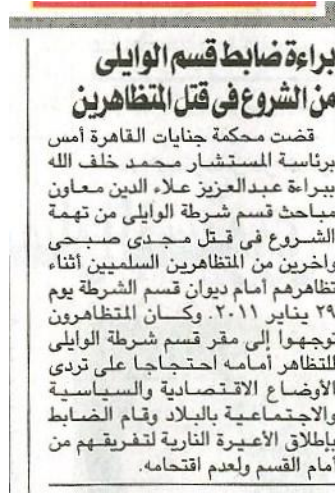 براءة ضابط قسم الوايلى
من الشروع فى قتل المتظاهرين
قضت محكمة جنايات القاهرة أمس
برئاسة المستشار محمد خلف الله
ببراءة عبدالعزيز علاء الدين معاون
مباحث قسم شرطة الوايلى من تهمة
الشروع فى قتل مجدى صبحى
وآخرين من المتظاهرين السلميين أثناء
تظاهرهم أمام ديوان قسم الشرطة يوم
٢٩ يناير ٢٠١١. وكان المتظاهرون
توجهوا إلى مقر قسم شرطة الوايلى
للتظاهر أمامه احتجاجا على تردى
الأوضاع الاقتصادية والسياسية
والاجتماعية بالبلاد وقام الضابط
بإطلاق الأعيرة النارية لتفريقهم من
أمام القسم ولعدم اقتحامه.